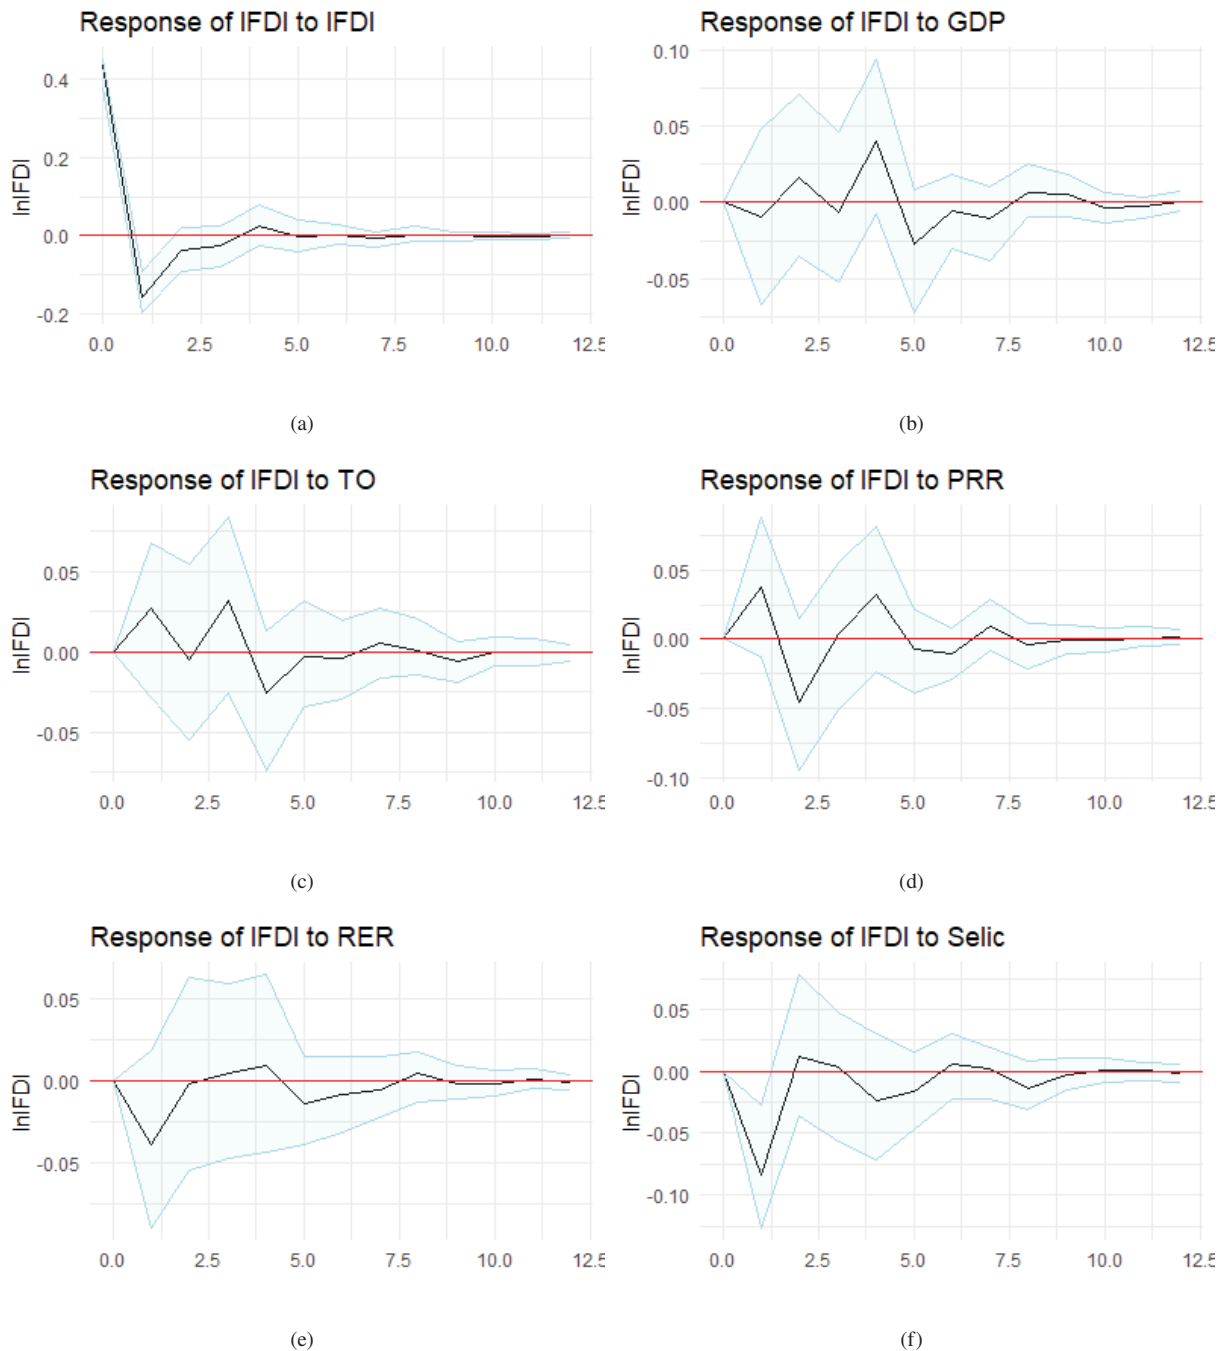 Response of IFDI to IFDI
lnIFDI
0.4
0.2
0.0
-0.2
0.0 2.5 5.0 7.5 10.0 12.5
(a)
Response of IFDI to GDP
lnIFDI
0.10
0.05
0.00
-0.05
0.0 2.5 5.0 7.5 10.0 12.5
(b)
Response of IFDI to TO
lnIFDI
0.05
0.00
-0.05
0.0 2.5 5.0 7.5 10.0 12.5
(c)
Response of IFDI to PRR
lnIFDI
0.05
0.00
-0.05
-0.10
0.0 2.5 5.0 7.5 10.0 12.5
(d)
Response of IFDI to RER
lnIFDI
0.05
0.00
-0.05
0.0 2.5 5.0 7.5 10.0 12.5
(e)
Response of IFDI to Selic
lnIFDI
0.05
0.00
-0.05
-0.10
0.0 2.5 5.0 7.5 10.0 12.5
(f)